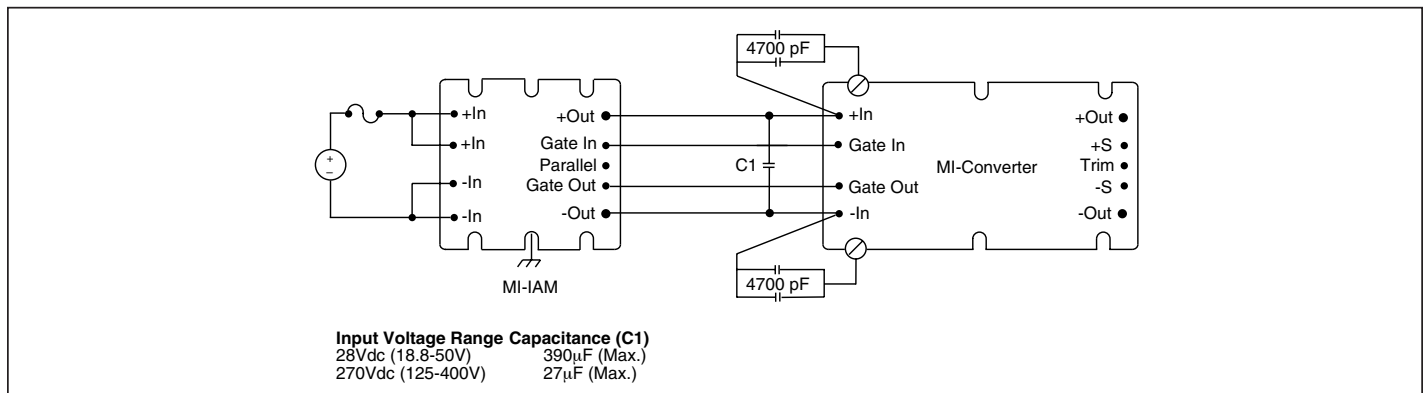 4700 pF
+In
+In
-In
-In
+Out
Gate In
Parallel
Gate Out
-Out
MI-IAM
C1
+In
Gate In
Gate Out
-In
MI-Converter
+Out
+S
Trim
-S
-Out
4700 pF
+
–
Input Voltage Range Capacitance (C1)
28Vdc (18.8-50V) 390µF (Max.)
270Vdc (125-400V) 27µF (Max.)